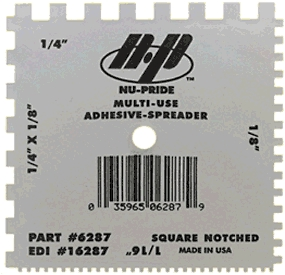 1/4"
N·P™
NU-PRIDE
MULTI-USE
ADHESIVE-SPREADER
1/4" X 1/8"
1/8"
0 35965 06287 9
PART #6287 SQUARE NOTCHED
EDI #16287 1/16" MADE IN USA